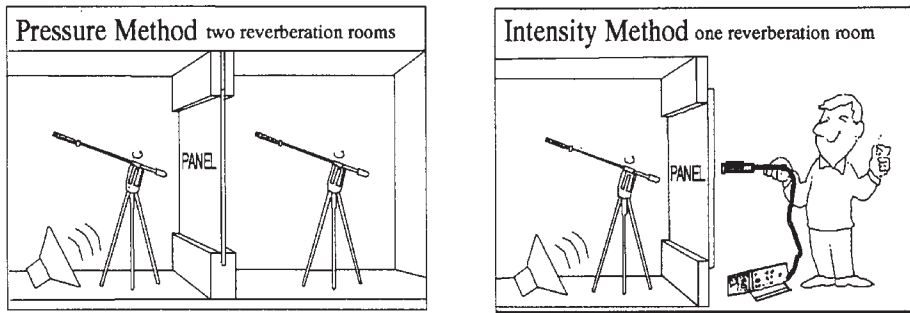 Pressure Method two reverberation rooms
PANEL
Intensity Method one reverberation room
PANEL